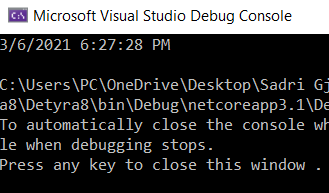 Microsoft Visual Studio Debug Console
3/6/2021 6:27:28 PM
C:\Users\PC\OneDrive\Desktop\Sadri Gj
a8\Detyra8\bin\Debug\netcoreapp3.1\De
To automatically close the console wh
le when debugging stops.
Press any key to close this window .